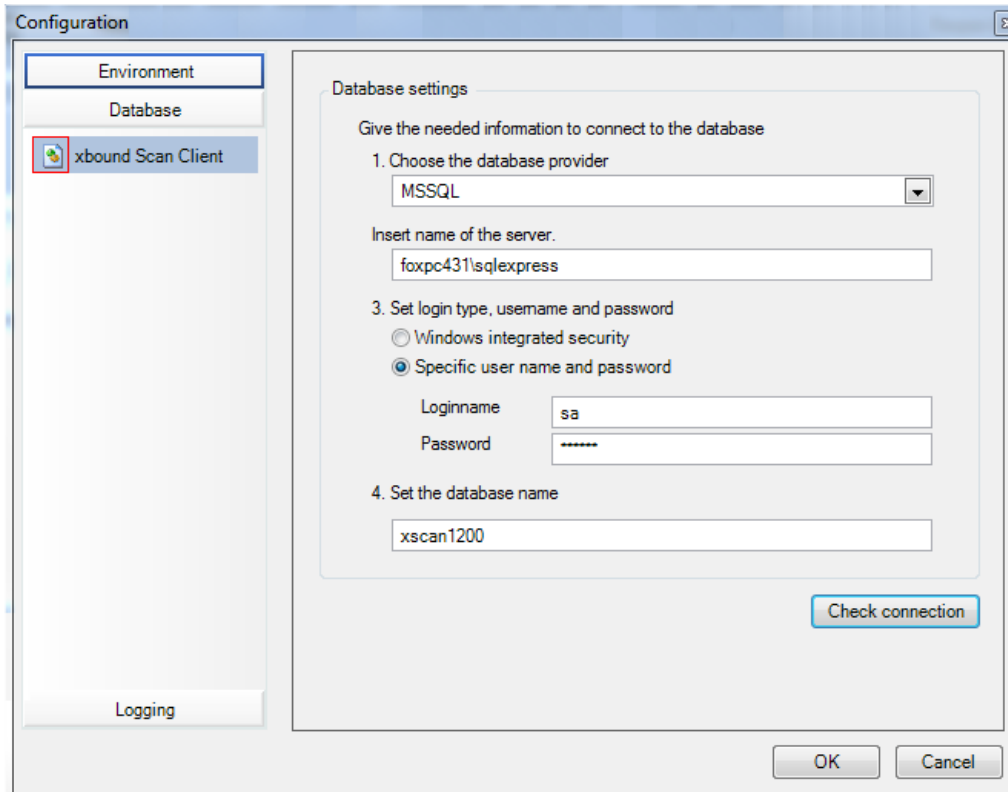 Configuration
Environment
Database
xbound Scan Client
Logging
Database settings
Give the needed information to connect to the database
1. Choose the database provider
MSSQL
Insert name of the server.
foxpc431\sqlexpress
3. Set login type, username and password
Windows integrated security
Specific user name and password
Loginname
sa
Password
******
4. Set the database name
xscan1200
Check connection
OK
Cancel